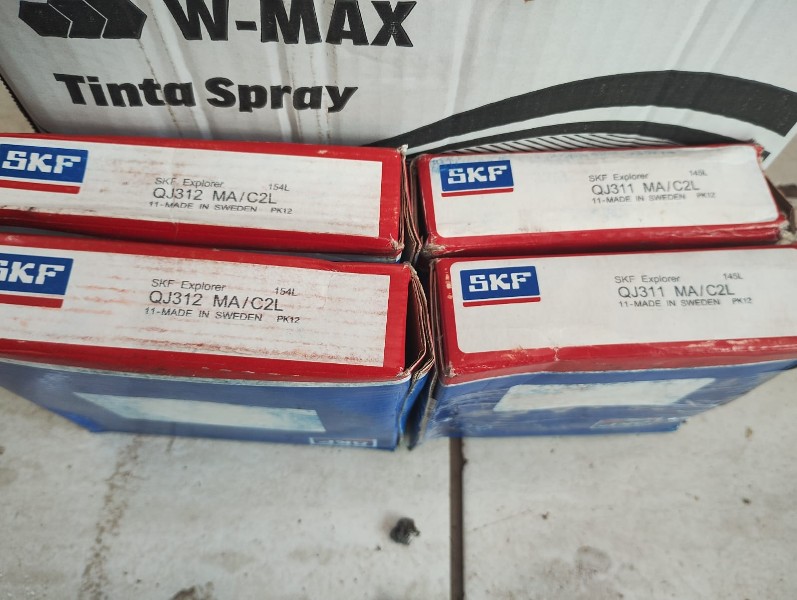 W-MAX
Tinta Spray
SKF
SKF Explorer 154L
QJ312 MA/C2L
11-MADE IN SWEDEN PK12
SKF
SKF Explorer 145L
QJ311 MA/C2L
11-MADE IN SWEDEN PK12
SKF
SKF Explorer 154L
QJ312 MA/C2L
11-MADE IN SWEDEN PK12
SKF
SKF Explorer 145L
QJ311 MA/C2L
11-MADE IN SWEDEN PK12
SKF